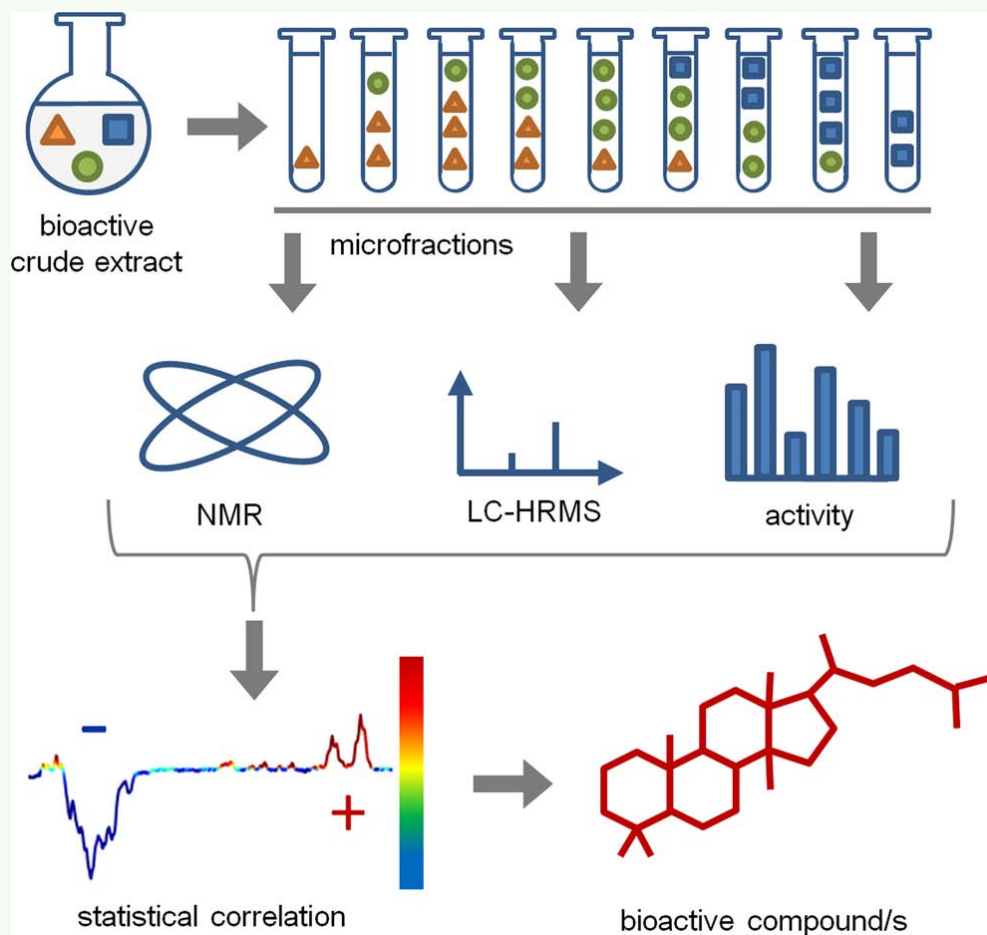 bioactive
crude extract
microfractions
NMR
LC-HRMS
activity
−
+
statistical correlation
bioactive compound/s